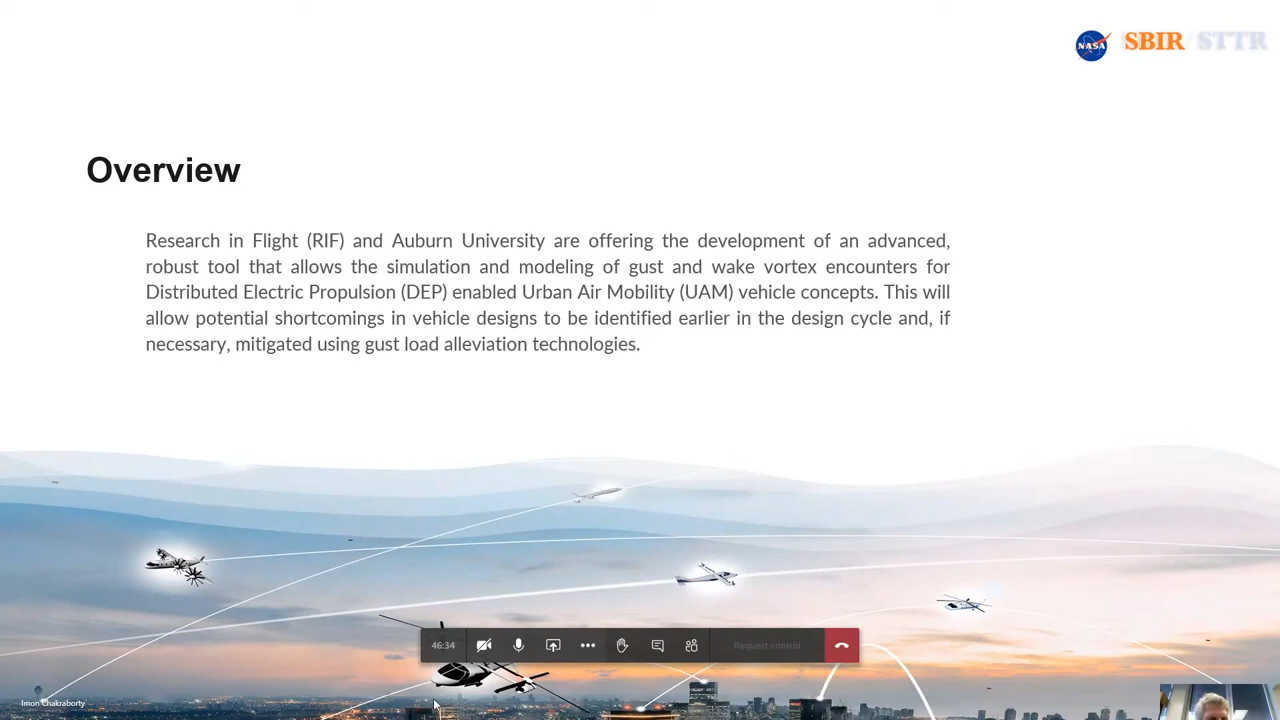 NASA SBIR / STTR
Overview
Research in Flight (RIF) and Auburn University are offering the development of an advanced,
robust tool that allows the simulation and modeling of gust and wake vortex encounters for
Distributed Electric Propulsion (DEP) enabled Urban Air Mobility (UAM) vehicle concepts. This will
allow potential shortcomings in vehicle designs to be identified earlier in the design cycle and, if
necessary, mitigated using gust load alleviation technologies.
46:34 Request control
Imon Chakraborty